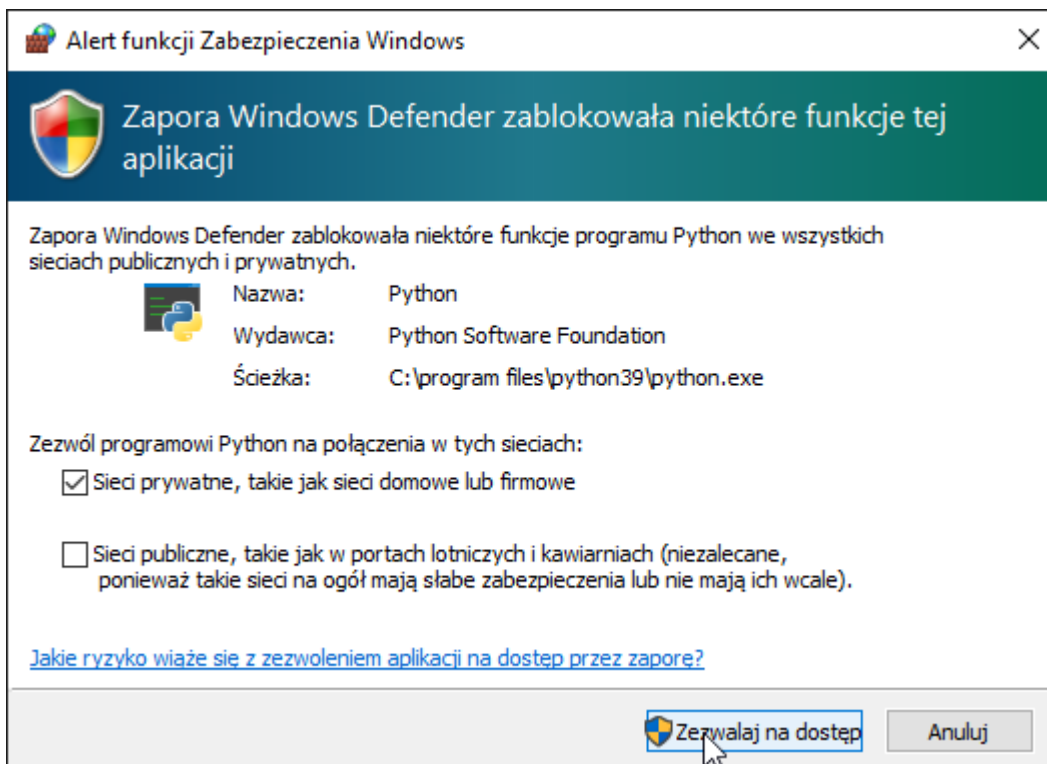 Alert funkcji Zabezpieczenia Windows
Zapora Windows Defender zablokowała niektóre funkcje tej
aplikacji
Zapora Windows Defender zablokowała niektóre funkcje programu Python we wszystkich
sieciach publicznych i prywatnych.
Nazwa: Python
Wydawca: Python Software Foundation
Ścieżka: C:\program files\python39\python.exe
Zezwól programowi Python na połączenia w tych sieciach:
Sieci prywatne, takie jak sieci domowe lub firmowe
Sieci publiczne, takie jak w portach lotniczych i kawiarniach (niezalecane,
ponieważ takie sieci na ogół mają słabe zabezpieczenia lub nie mają ich wcale).
Jakie ryzyko wiąże się z zezwoleniem aplikacji na dostęp przez zaporę?
Zezwalaj na dostęp Anuluj